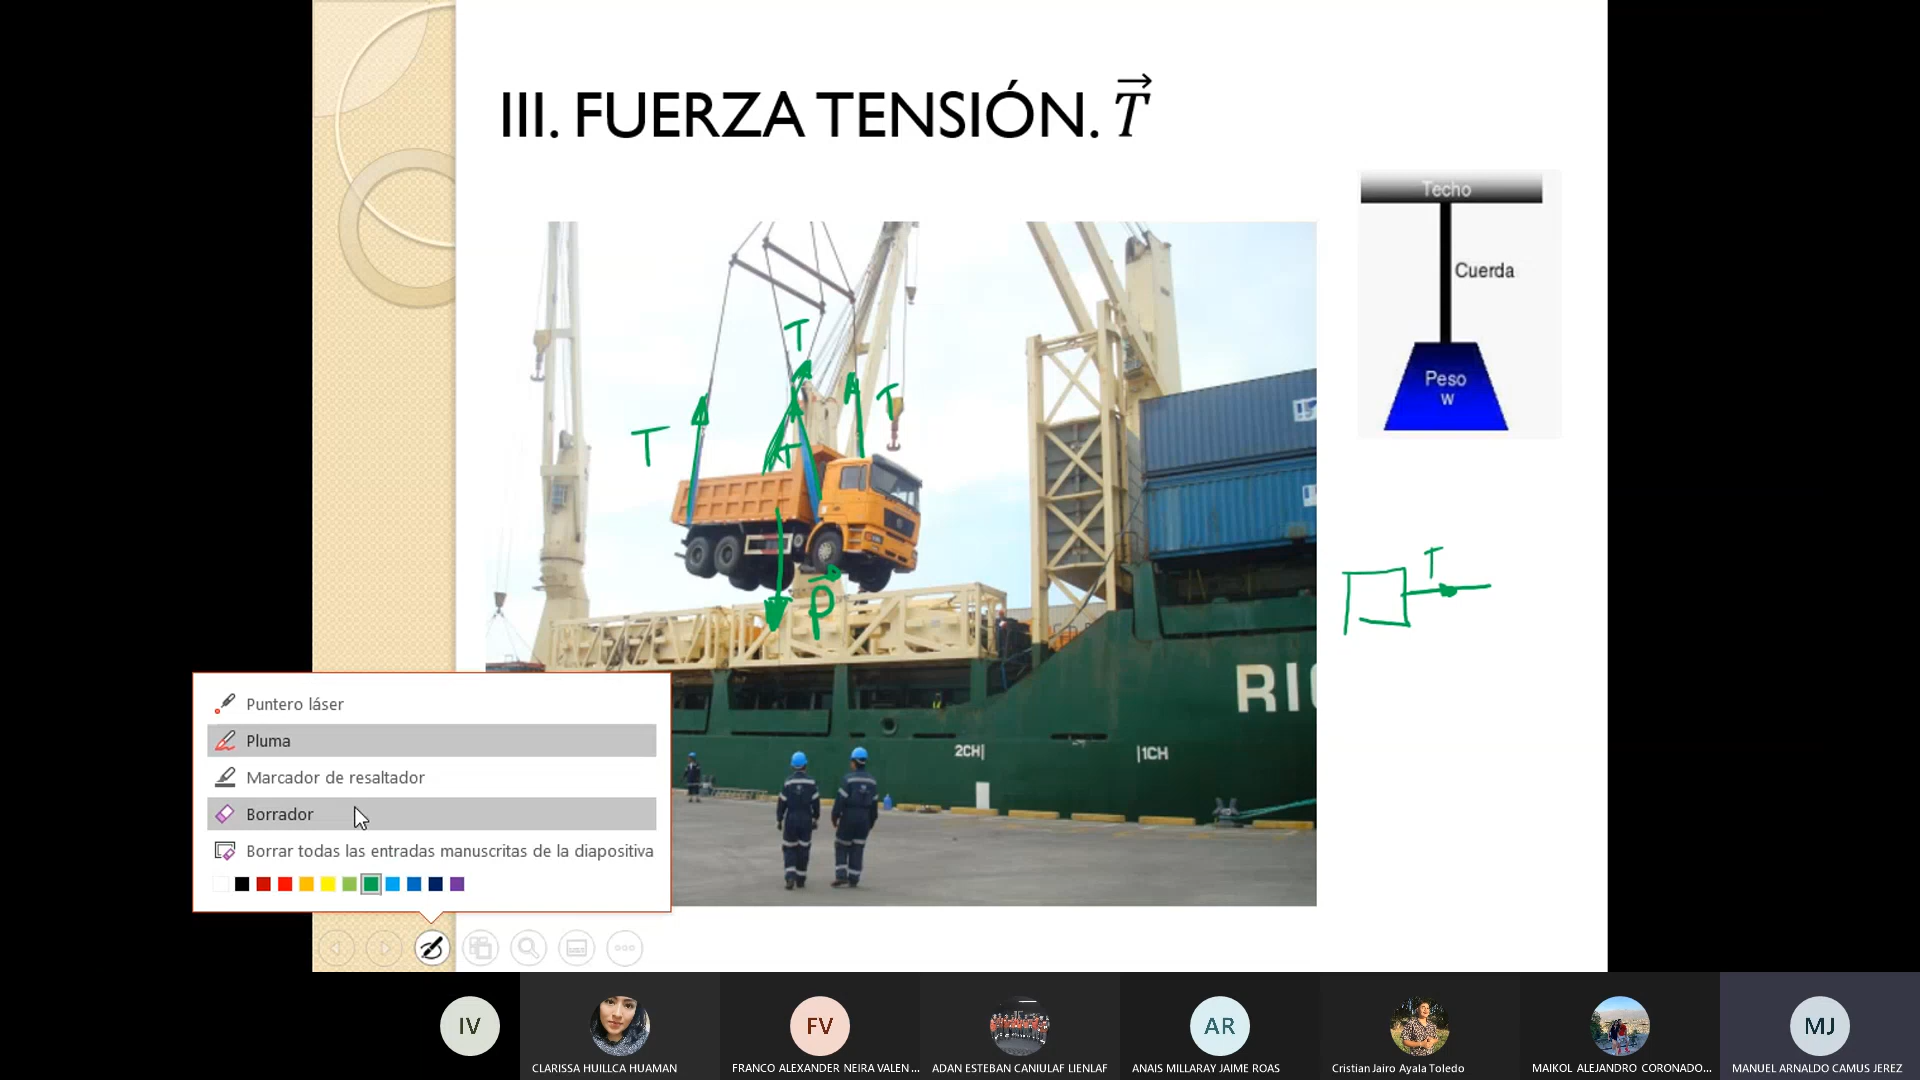 III. FUERZA TENSIÓN. T
Techo
Cuerda
Peso
W
T
T
T
T
P
T
RI
2CH|
|1CH
Puntero láser
Pluma
Marcador de resaltador
Borrador
Borrar todas las entradas manuscritas de la diapositiva
IV
FV
AR
MJ
CLARISSA HUILLCA HUAMAN
FRANCO ALEXANDER NEIRA VALEN...
ADAN ESTEBAN CANIULAF LIENLAF
ANAIS MILLARAY JAIME ROAS
Cristian Jairo Ayala Toledo
MAIKOL ALEJANDRO CORONADO...
MANUEL ARNALDO CAMUS JEREZ